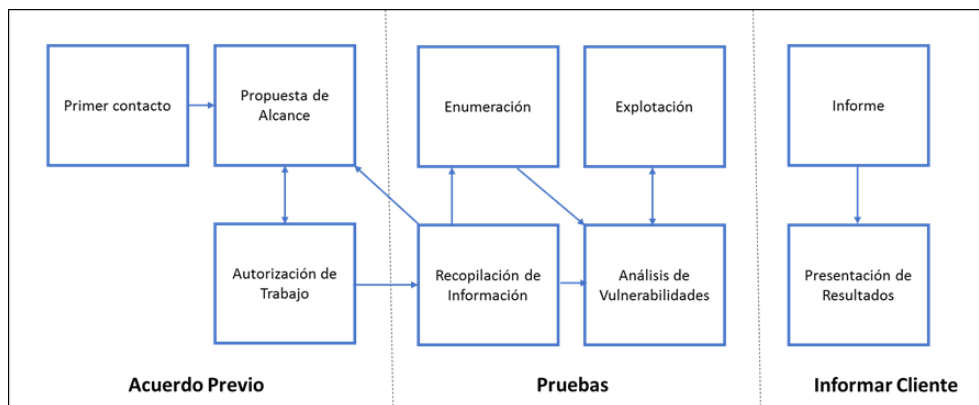 Primer contacto
Propuesta de
Alcance
Enumeración
Explotación
Informe
Autorización de
Trabajo
Recopilación de
Información
Análisis de
Vulnerabilidades
Presentación de
Resultados
Acuerdo Previo
Pruebas
Informar Cliente